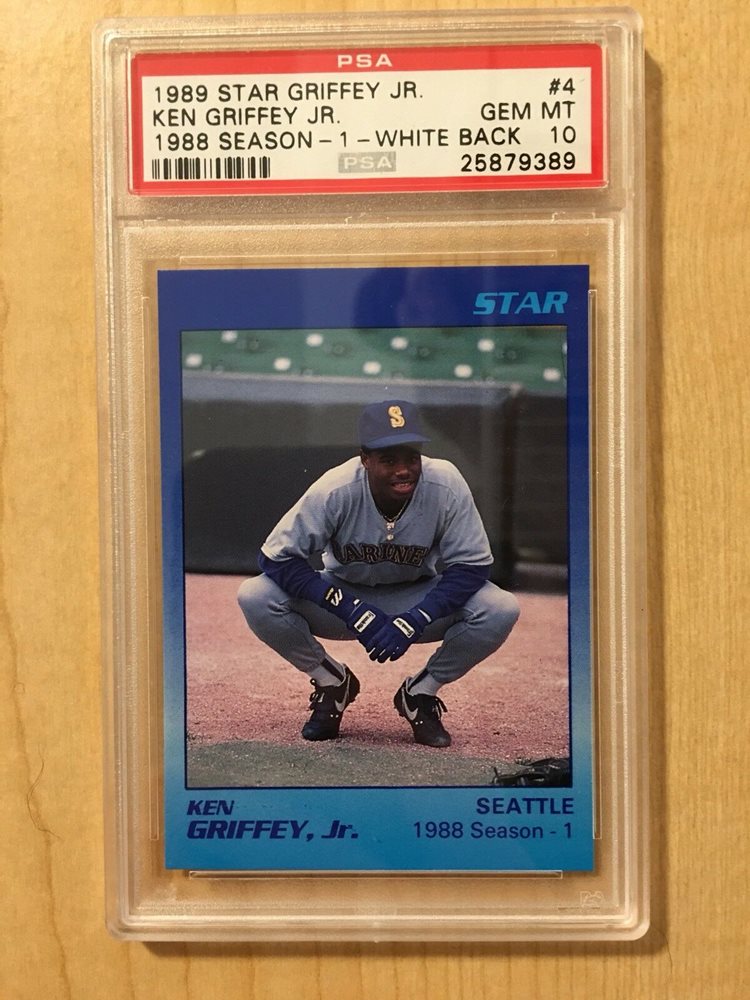 PSA
1989 STAR GRIFFEY JR. #4
KEN GRIFFEY JR. GEM MT
1988 SEASON - 1 - WHITE BACK 10
PSA 25879389
STAR
S
ARINE
KEN SEATTLE
GRIFFEY, Jr. 1988 Season - 1